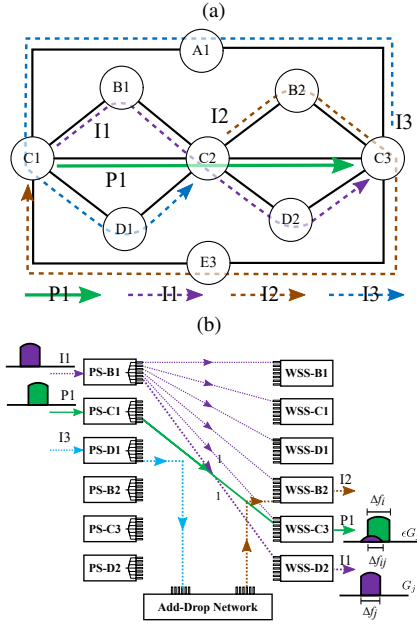 (a)
A1
B1
B2
I1
I2
I3
C1
C2
C3
P1
D1
D2
E3
P1
I1
I2
I3
(b)
I1
PS-B1
WSS-B1
P1
PS-C1
WSS-C1
I3
PS-D1
WSS-D1
1
PS-B2
WSS-B2
I2
1
Δfi
PS-C3
WSS-C3
P1
ϵG
Δfij
PS-D2
WSS-D2
I1
Gj
Δfj
Add-Drop Network